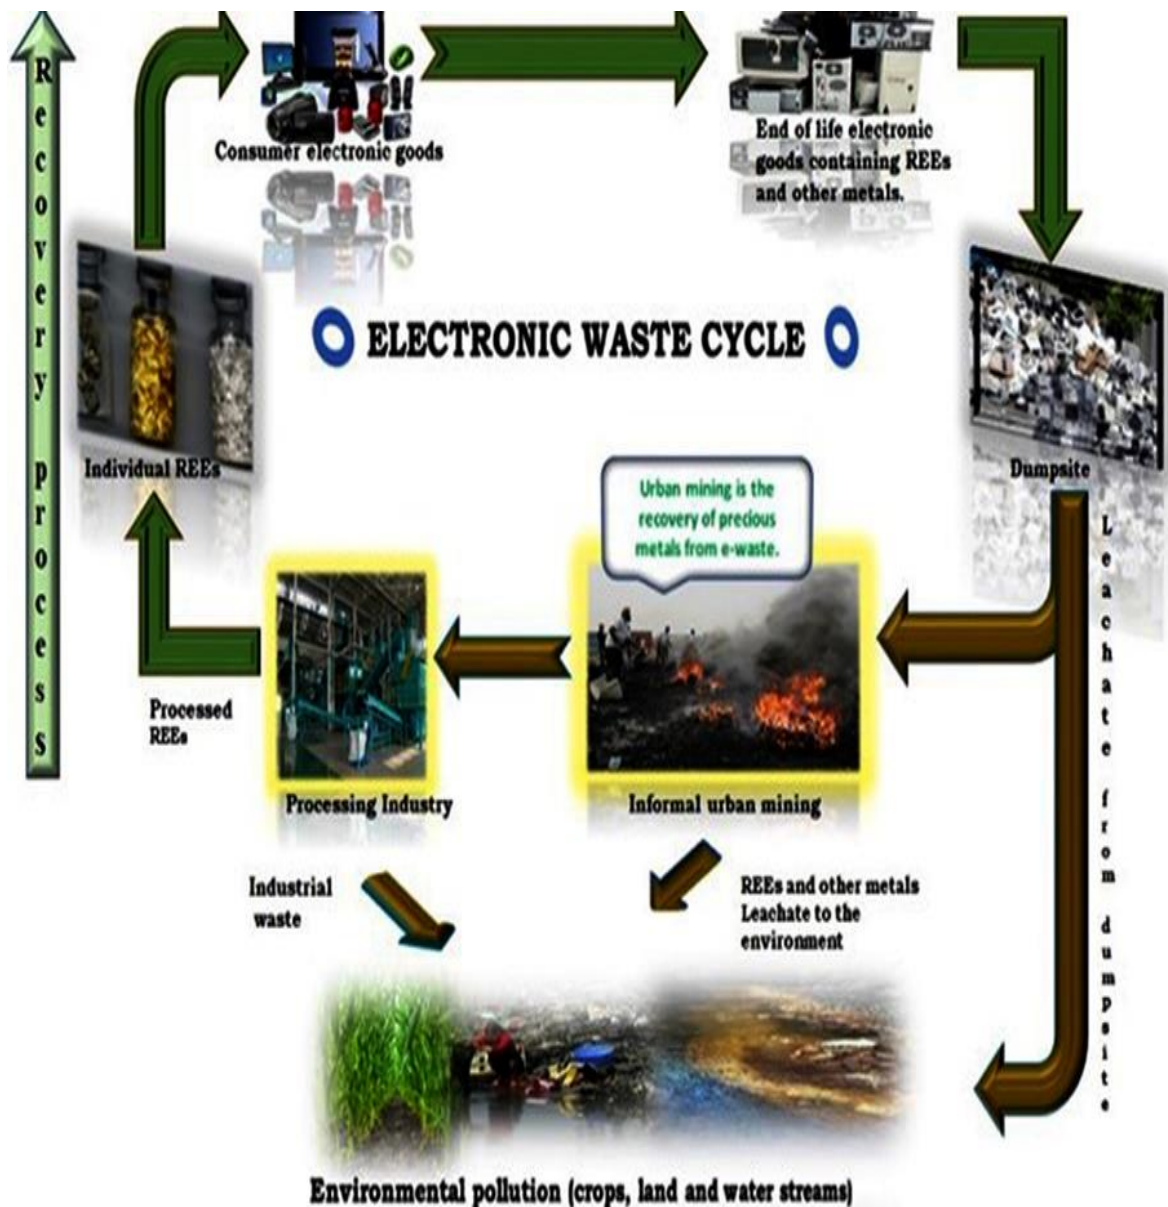 Recovery process
Consumer electronic goods
End of life electronic
goods containing REEs
and other metals.
ELECTRONIC WASTE CYCLE
Individual REEs
Dumpsite
Urban mining is the
recovery of precious
metals from e-waste.
Leachate from dumpsite
Processed
REEs
Processing Industry
Informal urban mining
Industrial
waste
REEs and other metals
Leachate to the
environment
Environmental pollution (crops, land and water streams)